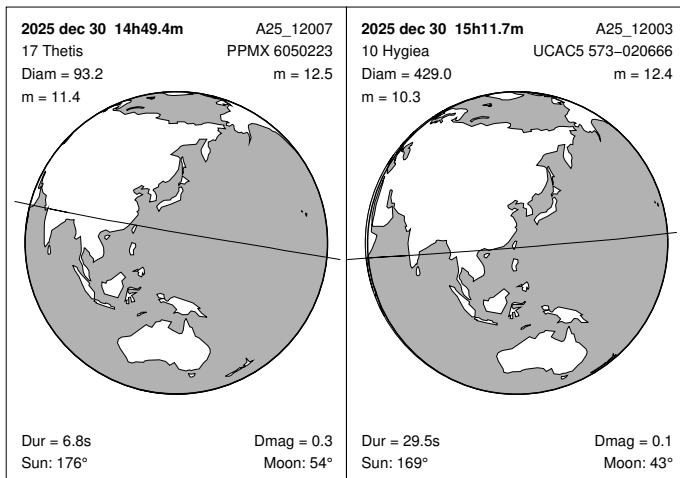 2025 dec 30 14h49.4m A25_12007
17 Thetis PPMX 6050223
Diam = 93.2 m = 12.5
m = 11.4
Dur = 6.8s Dmag = 0.3
Sun: 176° Moon: 54°
2025 dec 30 15h11.7m A25_12003
10 Hygiea UCAC5 573−020666
Diam = 429.0 m = 12.4
m = 10.3
Dur = 29.5s Dmag = 0.1
Sun: 169° Moon: 43°